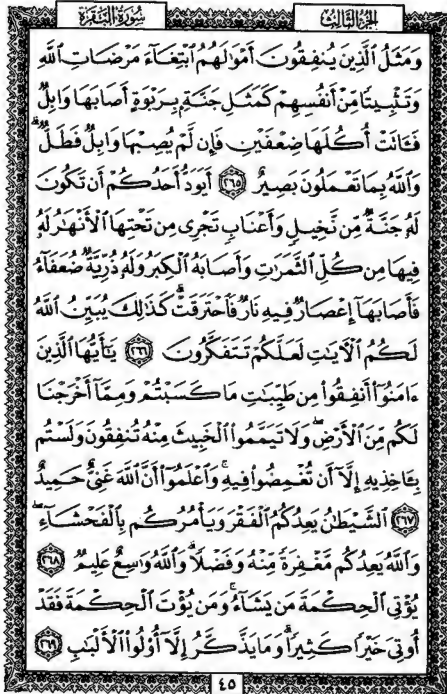 الجزء الثالث
سورة البقرة
وَمَثَلُ ٱلَّذِينَ يُنفِقُونَ أَمْوَٰلَهُمُ ٱبْتِغَآءَ مَرْضَاتِ ٱللَّهِ
وَتَثْبِيتًا مِّنْ أَنفُسِهِمْ كَمَثَلِ جَنَّةٍۭ بِرَبْوَةٍ أَصَابَهَا وَابِلٌ
فَـَٔاتَتْ أُكُلَهَا ضِعْفَيْنِ فَإِن لَّمْ يُصِبْهَا وَابِلٌ فَطَلٌّ ۗ
وَٱللَّهُ بِمَا تَعْمَلُونَ بَصِيرٌ ٢٦٥ أَيَوَدُّ أَحَدُكُمْ أَن تَكُونَ
لَهُۥ جَنَّةٌ مِّن نَّخِيلٍ وَأَعْنَابٍ تَجْرِى مِن تَحْتِهَا ٱلْأَنْهَٰرُ لَهُۥ
فِيهَا مِن كُلِّ ٱلثَّمَرَٰتِ وَأَصَابَهُ ٱلْكِبَرُ وَلَهُۥ ذُرِّيَّةٌ ضُعَفَآءُ
فَأَصَابَهَآ إِعْصَارٌ فِيهِ نَارٌ فَٱحْتَرَقَتْ ۗ كَذَٰلِكَ يُبَيِّنُ ٱللَّهُ
لَكُمُ ٱلْـَٔايَٰتِ لَعَلَّكُمْ تَتَفَكَّرُونَ ٢٦٦ يَٰٓأَيُّهَا ٱلَّذِينَ
ءَامَنُوٓا۟ أَنفِقُوا۟ مِن طَيِّبَٰتِ مَا كَسَبْتُمْ وَمِمَّآ أَخْرَجْنَا
لَكُم مِّنَ ٱلْأَرْضِ ۖ وَلَا تَيَمَّمُوا۟ ٱلْخَبِيثَ مِنْهُ تُنفِقُونَ وَلَسْتُم
بِـَٔاخِذِيهِ إِلَّآ أَن تُغْمِضُوا۟ فِيهِ ۚ وَٱعْلَمُوٓا۟ أَنَّ ٱللَّهَ غَنِىٌّ حَمِيدٌ
٢٦٧ ٱلشَّيْطَٰنُ يَعِدُكُمُ ٱلْفَقْرَ وَيَأْمُرُكُم بِٱلْفَحْشَآءِ ۖ
وَٱللَّهُ يَعِدُكُم مَّغْفِرَةً مِّنْهُ وَفَضْلًا ۗ وَٱللَّهُ وَٰسِعٌ عَلِيمٌ ٢٦٨
يُؤْتِى ٱلْحِكْمَةَ مَن يَشَآءُ ۚ وَمَن يُؤْتَ ٱلْحِكْمَةَ فَقَدْ
أُوتِىَ خَيْرًا كَثِيرًا ۗ وَمَا يَذَّكَّرُ إِلَّآ أُو۟لُوا۟ ٱلْأَلْبَٰبِ ٢٦٩
٤٥